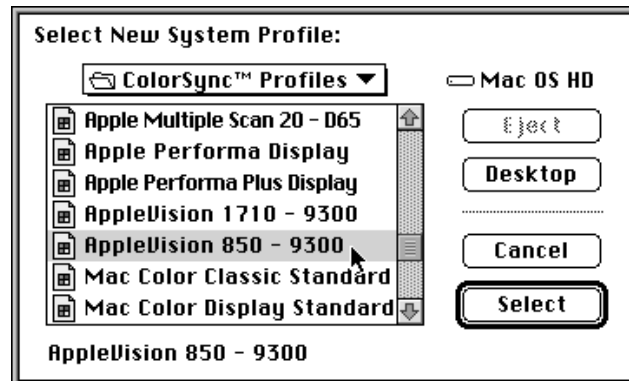 Select New System Profile:
ColorSync™ Profiles
Mac OS HD
Apple Multiple Scan 20 - D65
Apple Performa Display
Apple Performa Plus Display
AppleVision 1710 - 9300
AppleVision 850 - 9300
Mac Color Classic Standard
Mac Color Display Standard
Eject
Desktop
Cancel
Select
AppleVision 850 - 9300